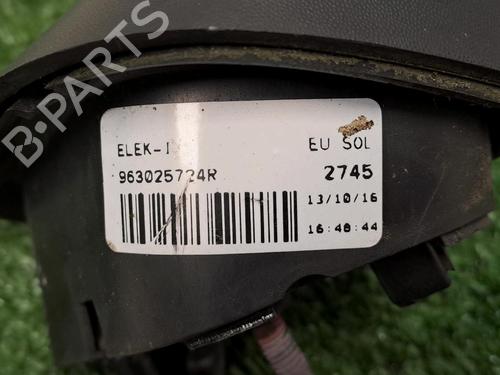 B-PARTS
ELEK-I
EU SOL
963025724R
2745
13/10/16
16:48:44